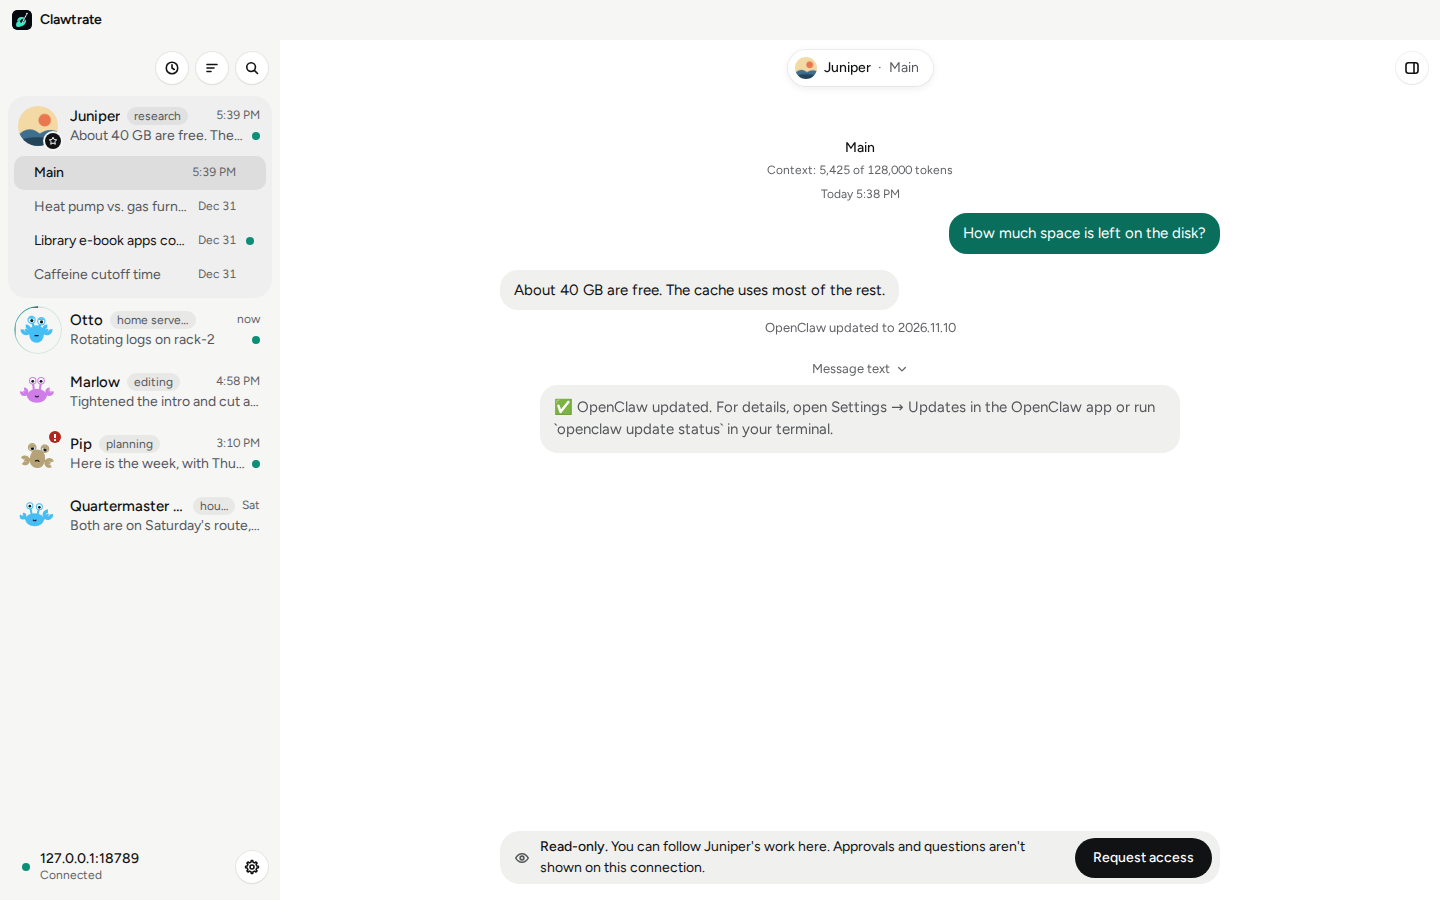 Clawtrate
Juniper research 5:39 PM
About 40 GB are free. The...
Main 5:39 PM
Heat pump vs. gas furn... Dec 31
Library e-book apps co... Dec 31
Caffeine cutoff time Dec 31
Otto home serve... now
Rotating logs on rack-2
Marlow editing 4:58 PM
Tightened the intro and cut a...
Pip planning 3:10 PM
Here is the week, with Thu...
Quartermaster ... hou... Sat
Both are on Saturday's route,...
127.0.0.1:18789
Connected
Juniper · Main
Main
Context: 5,425 of 128,000 tokens
Today 5:38 PM
How much space is left on the disk?
About 40 GB are free. The cache uses most of the rest.
OpenClaw updated to 2026.11.10
Message text
✅ OpenClaw updated. For details, open Settings → Updates in the OpenClaw app or run
`openclaw update status` in your terminal.
Read-only. You can follow Juniper's work here. Approvals and questions aren't
shown on this connection.
Request access